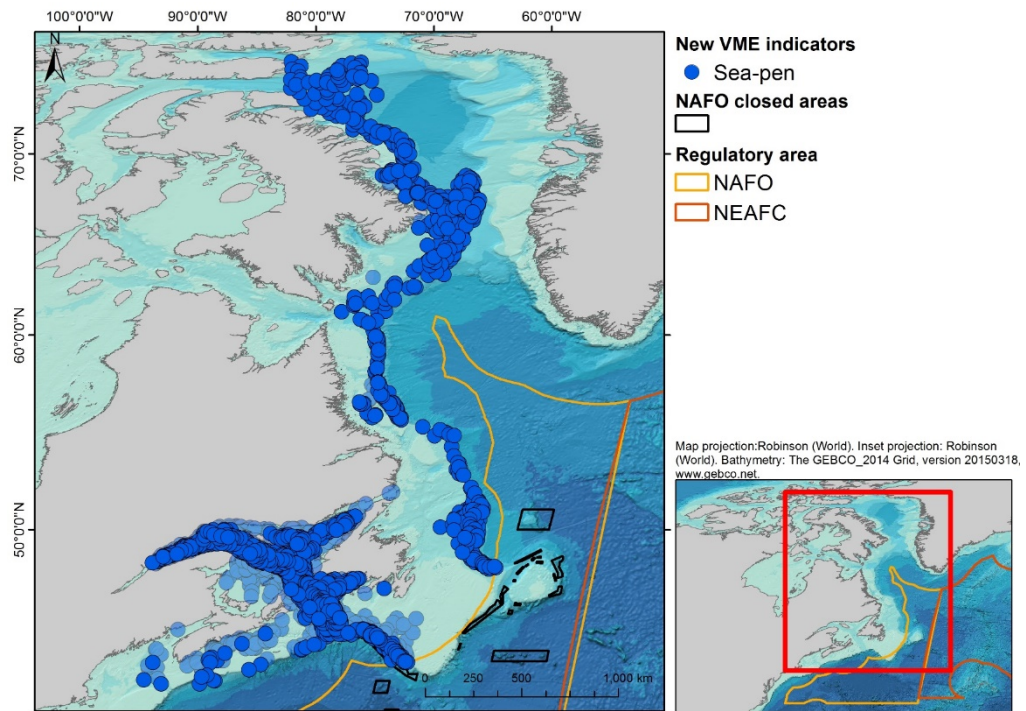 100°0'0"W 90°0'0"W 80°0'0"W 70°0'0"W 60°0'0"W
N
70°0'0"N
60°0'0"N
50°0'0"N
0 250 500 1,000 km
New VME indicators
Sea-pen
NAFO closed areas
Regulatory area
NAFO
NEAFC
Map projection:Robinson (World). Inset projection: Robinson
(World). Bathymetry: The GEBCO_2014 Grid, version 20150318,
www.gebco.net.